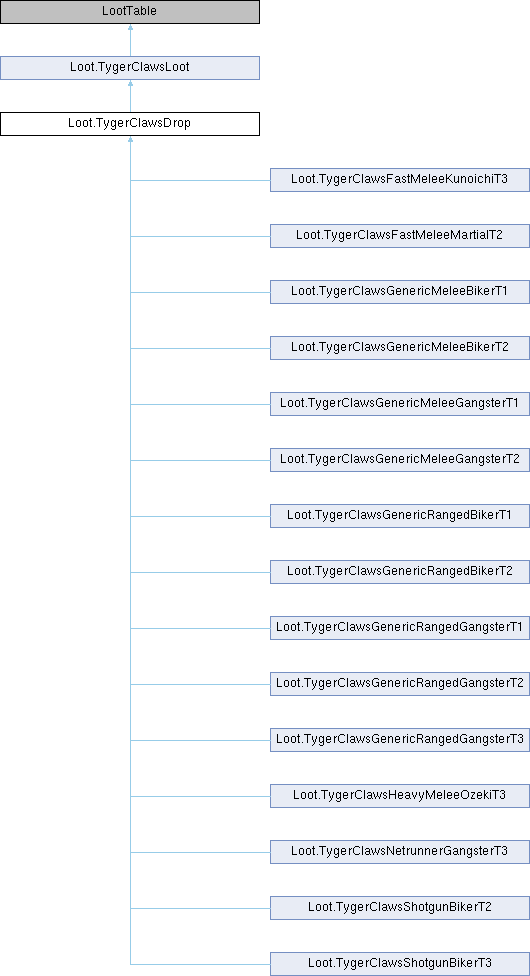 LootTable
Loot.TygerClawsLoot
Loot.TygerClawsDrop
Loot.TygerClawsFastMeleeKunoichiT3
Loot.TygerClawsFastMeleeMartialT2
Loot.TygerClawsGenericMeleeBikerT1
Loot.TygerClawsGenericMeleeBikerT2
Loot.TygerClawsGenericMeleeGangsterT1
Loot.TygerClawsGenericMeleeGangsterT2
Loot.TygerClawsGenericRangedBikerT1
Loot.TygerClawsGenericRangedBikerT2
Loot.TygerClawsGenericRangedGangsterT1
Loot.TygerClawsGenericRangedGangsterT2
Loot.TygerClawsGenericRangedGangsterT3
Loot.TygerClawsHeavyMeleeOzekiT3
Loot.TygerClawsNetrunnerGangsterT3
Loot.TygerClawsShotgunBikerT2
Loot.TygerClawsShotgunBikerT3